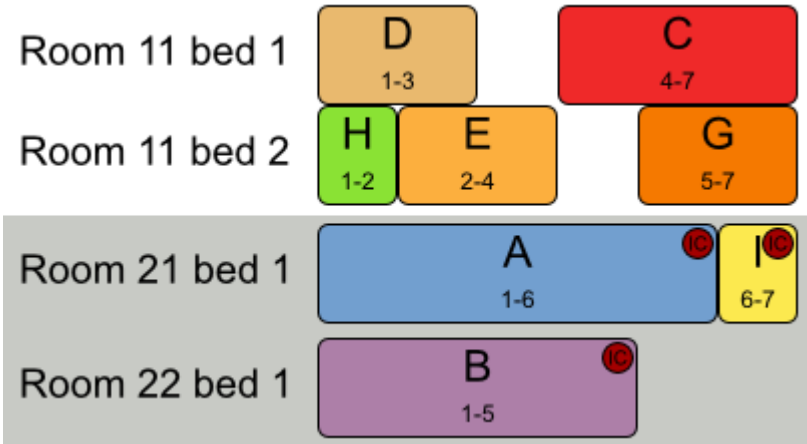 Room 11 bed 1 D C
1-3 4-7
Room 11 bed 2 H E G
1-2 2-4 5-7
Room 21 bed 1 A IC I IC
1-6 6-7
Room 22 bed 1 B IC
1-5